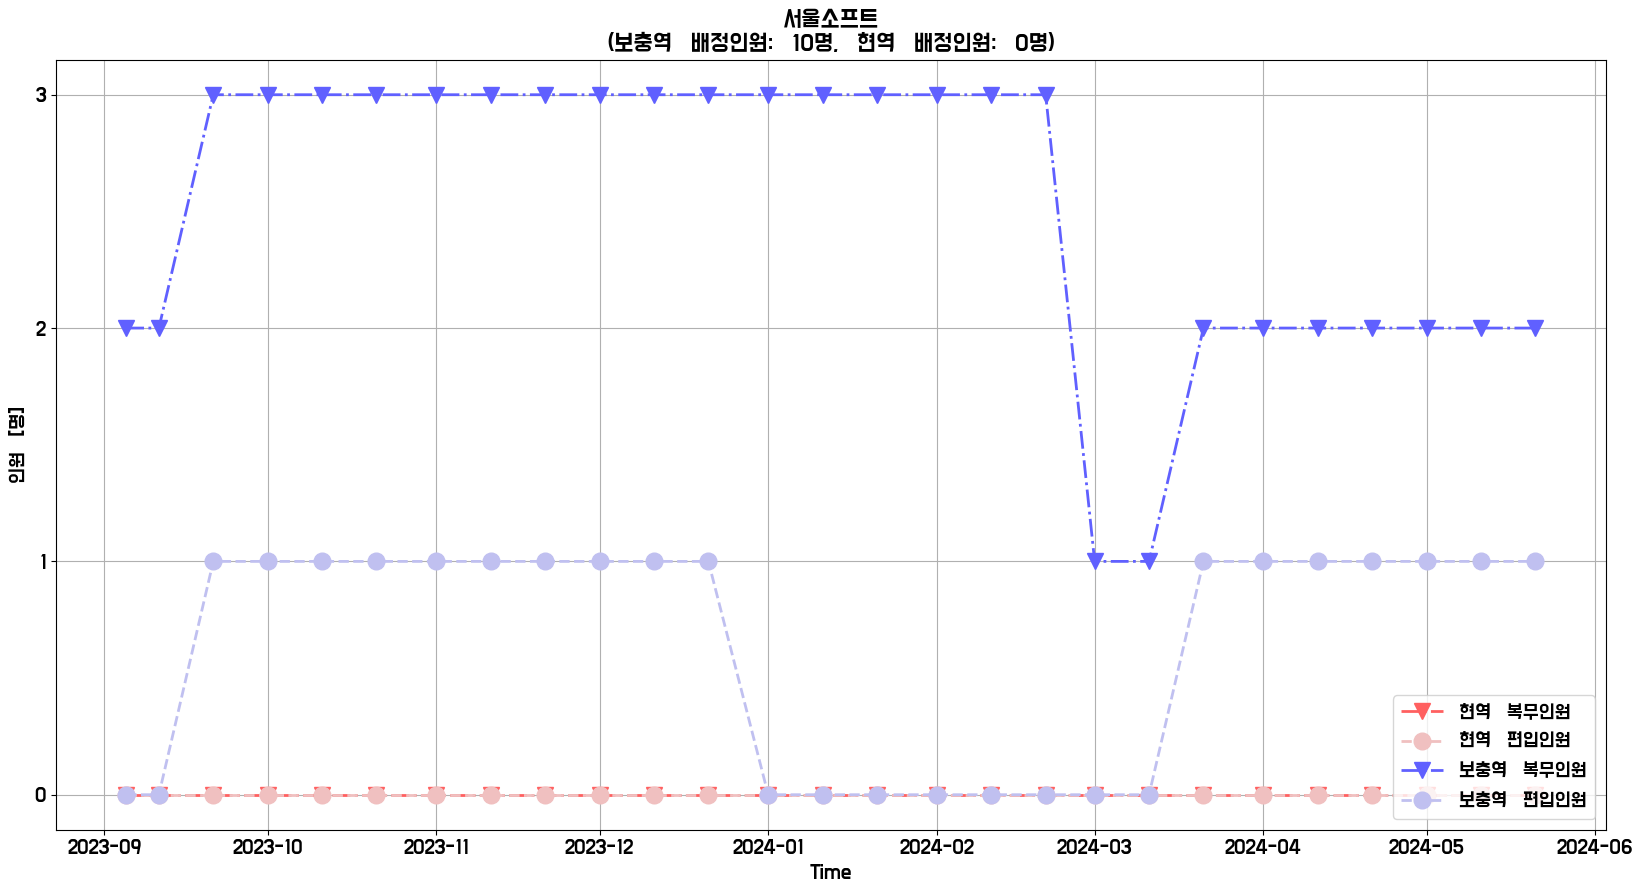 서울소프트
(보충역 배정인원: 10명, 현역 배정인원: 0명)
인원 [명]
3
2
1
0
현역 복무인원
현역 편입인원
보충역 복무인원
보충역 편입인원
2023-09 2023-10 2023-11 2023-12 2024-01 2024-02 2024-03 2024-04 2024-05 2024-06
Time